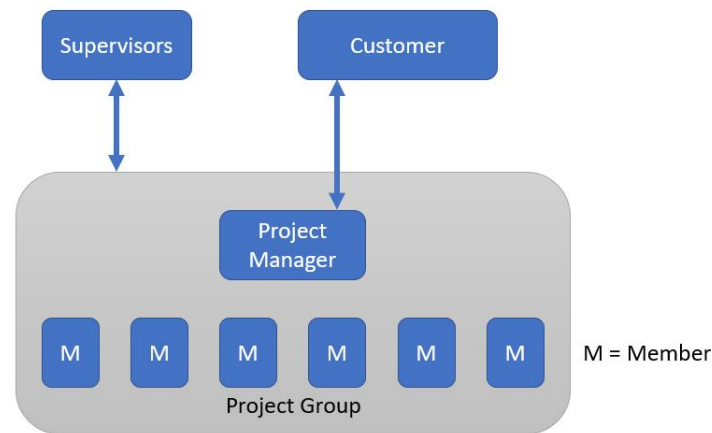 Supervisors
Customer
Project
Manager
M
M
M
M
M
M
M = Member
Project Group